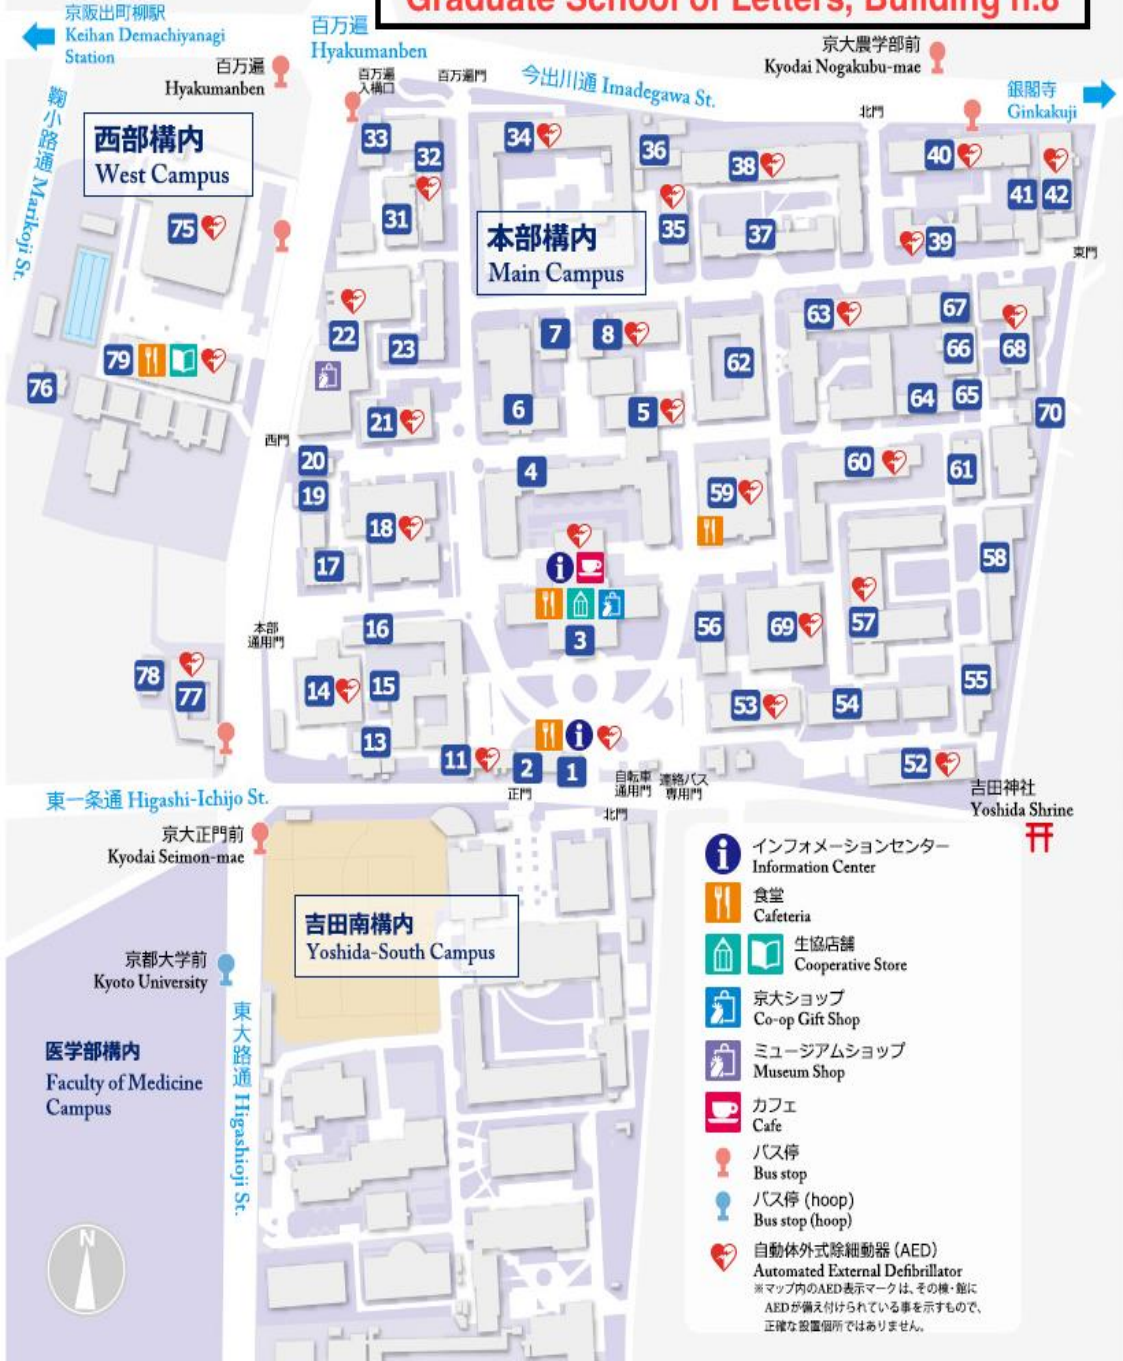 Graduate School of Letters, Building n.8
京阪出町柳駅
Keihan Demachiyanagi
Station
百万遍
Hyakumanben
百万遍
Hyakumanben
百万遍
入構口
百万遍門
今出川通 Imadegawa St.
京大農学部前
Kyodai Nogakubu-mae
北門
銀閣寺
Ginkakuji
鞠小路通 Marikoji St.
西部構内
West Campus
本部構内
Main Campus
33
32
31
34
36
35
38
37
40
41
42
39
東門
75
79
76
22
23
21
7
8
6
5
62
63
67
66
68
64
65
70
西門
20
19
18
17
4
59
60
61
58
57
3
56
69
16
15
14
13
本部
通用門
78
77
11
2
1
53
54
55
52
正門
自転車
通用門
連絡バス
専用門
北門
東一条通 Higashi-Ichijo St.
吉田神社
Yoshida Shrine
京大正門前
Kyodai Seimon-mae
吉田南構内
Yoshida-South Campus
京都大学前
Kyoto University
東大路通 Higashioji St.
医学部構内
Faculty of Medicine
Campus
N
インフォメーションセンター
Information Center
食堂
Cafeteria
生協店舗
Cooperative Store
京大ショップ
Co-op Gift Shop
ミュージアムショップ
Museum Shop
カフェ
Cafe
バス停
Bus stop
バス停 (hoop)
Bus stop (hoop)
自動体外式除細動器 (AED)
Automated External Defibrillator
※マップ内のAED表示マークは、その棟・館に
AEDが備え付けられている事を示すもので、
正確な設置個所ではありません。